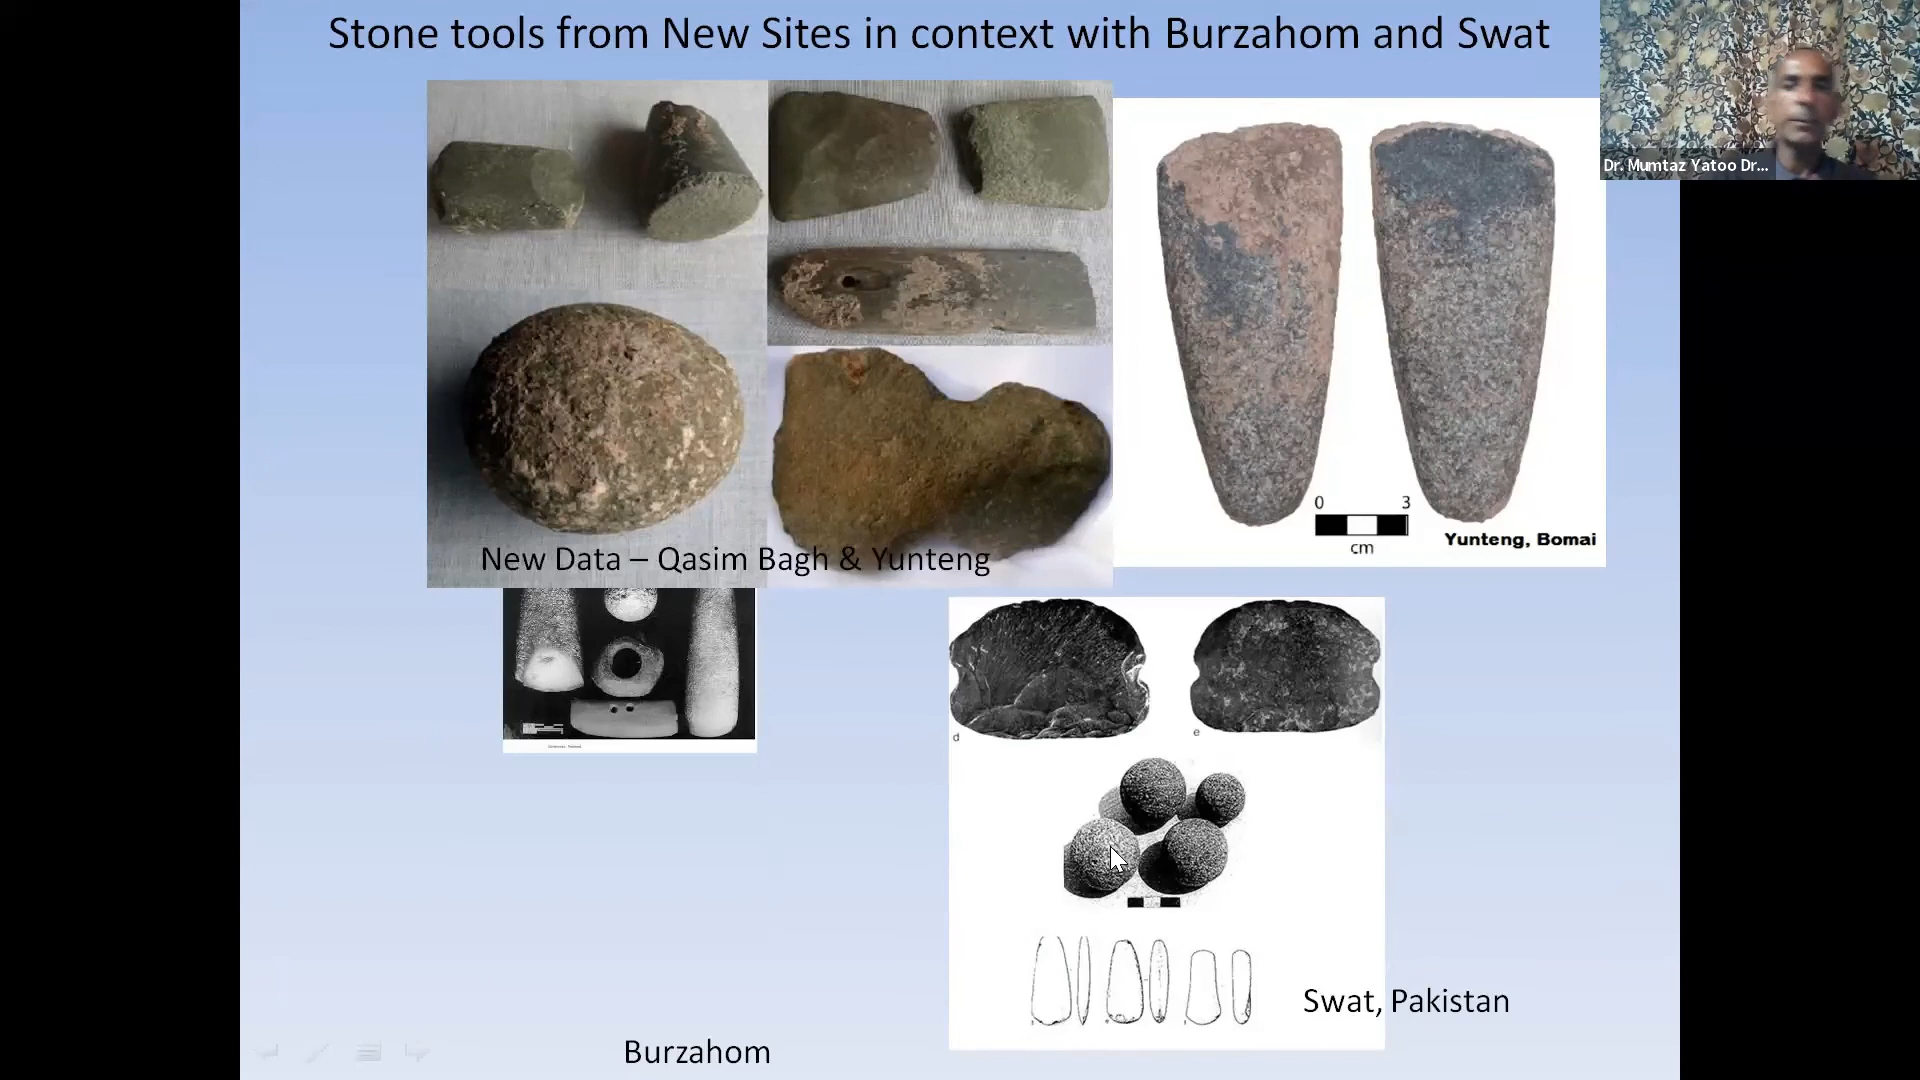 Stone tools from New Sites in context with Burzahom and Swat
Dr. Mumtaz Yatoo Dr...
0 3
cm
Yunteng, Bomai
New Data – Qasim Bagh & Yunteng
d
e
Swat, Pakistan
Burzahom